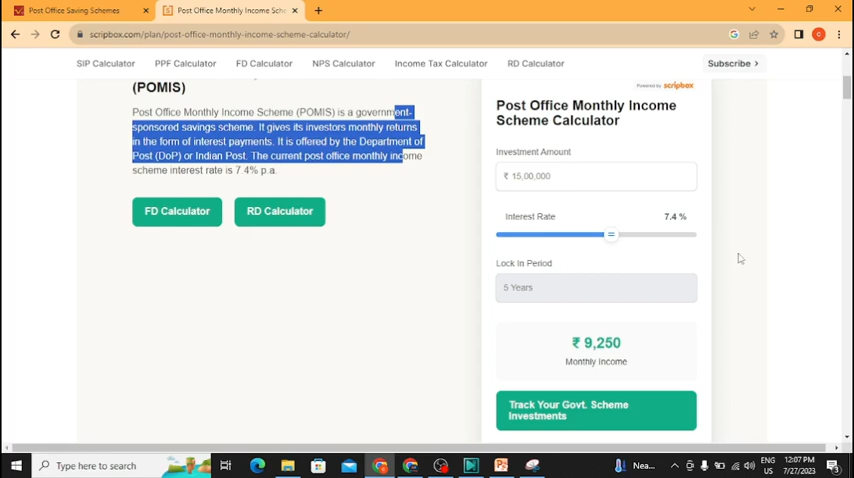 Post Office Saving Schemes
Post Office Monthly Income Sche
scripbox.com/plan/post-office-monthly-income-scheme-calculator/
SIP Calculator PPF Calculator FD Calculator NPS Calculator Income Tax Calculator RD Calculator Subscribe >
(POMIS)
Post Office Monthly Income Scheme (POMIS) is a government-
sponsored savings scheme. It gives its investors monthly returns
in the form of interest payments. It is offered by the Department of
Post (DoP) or Indian Post. The current post office monthly income
scheme interest rate is 7.4% p.a.
FD Calculator RD Calculator
Powered by scripbox
Post Office Monthly Income
Scheme Calculator
Investment Amount
₹ 15,00,000
Interest Rate 7.4 %
Lock In Period
5 Years
₹ 9,250
Monthly Income
Track Your Govt. Scheme
Investments
Type here to search
Nea...
ENG
US
12:07 PM
7/27/2023